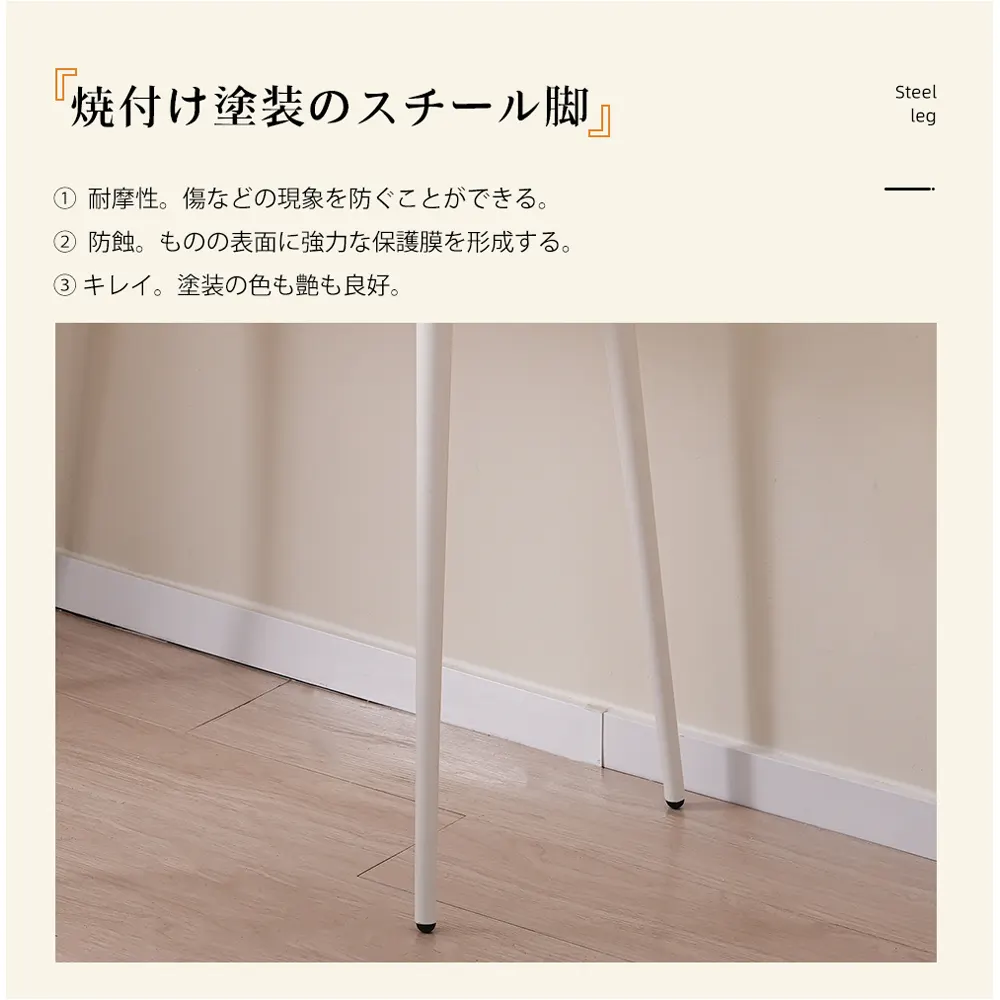 『焼付け塗装のスチール脚』
Steel
leg
① 耐摩性。傷などの現象を防ぐことができる。
② 防蝕。ものの表面に強力な保護膜を形成する。
③ キレイ。塗装の色も艶も良好。